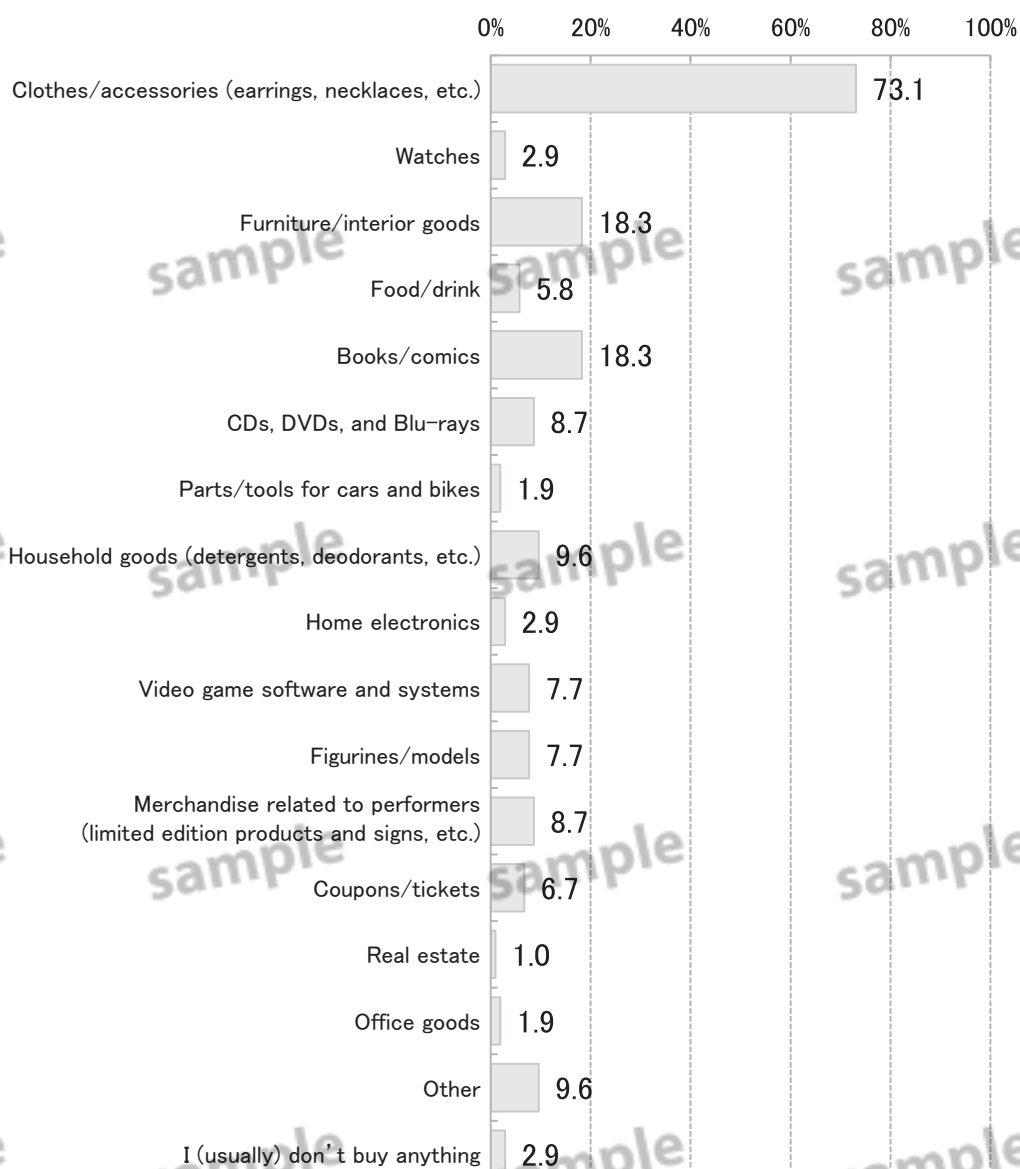 0% 20% 40% 60% 80% 100%
Clothes/accessories (earrings, necklaces, etc.) 73.1
Watches 2.9
Furniture/interior goods 18.3
sample sample sample
Food/drink 5.8
Books/comics 18.3
CDs, DVDs, and Blu-rays 8.7
Parts/tools for cars and bikes 1.9
Household goods (detergents, deodorants, etc.) 9.6
sample sample sample
Home electronics 2.9
Video game software and systems 7.7
Figurines/models 7.7
Merchandise related to performers
(limited edition products and signs, etc.) 8.7
sample sample sample
Coupons/tickets 6.7
Real estate 1.0
Office goods 1.9
Other 9.6
I (usually) don’t buy anything 2.9